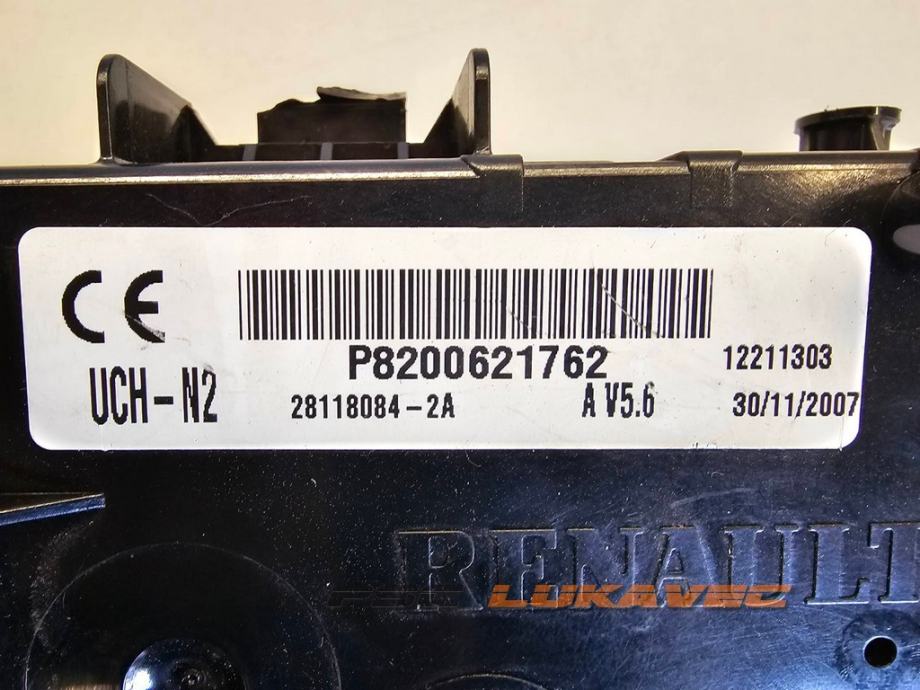 CE
P8200621762
12211303
UCH-N2
28118084-2A
A V5.6
30/11/2007
RENAULT
LUKAVEC